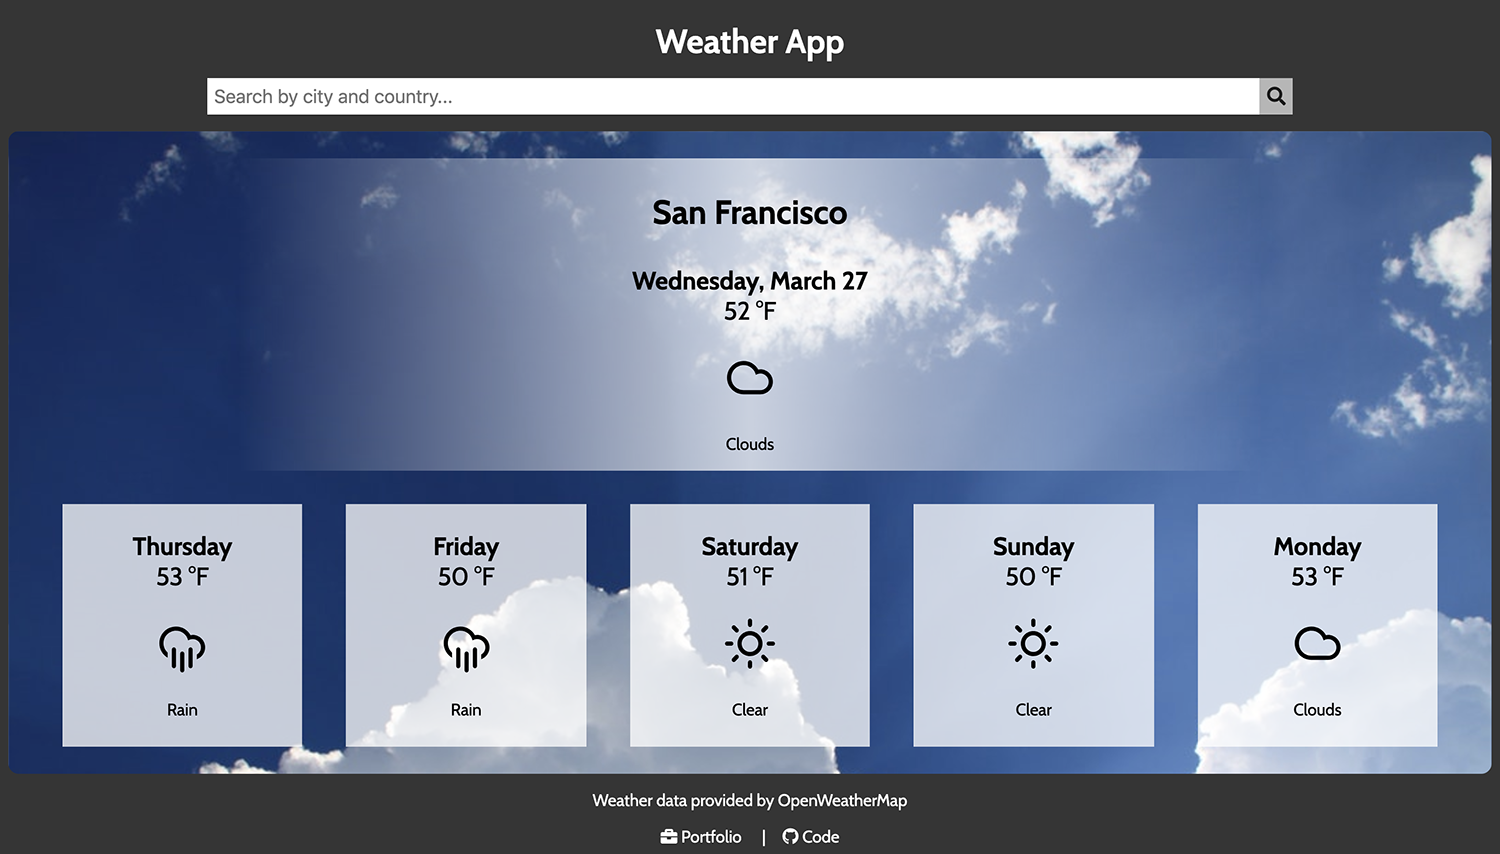 Weather App
Search by city and country...
San Francisco
Wednesday, March 27
52 °F
Clouds
Thursday
53 °F
Rain
Friday
50 °F
Rain
Saturday
51 °F
Clear
Sunday
50 °F
Clear
Monday
53 °F
Clouds
Weather data provided by OpenWeatherMap
Portfolio | Code